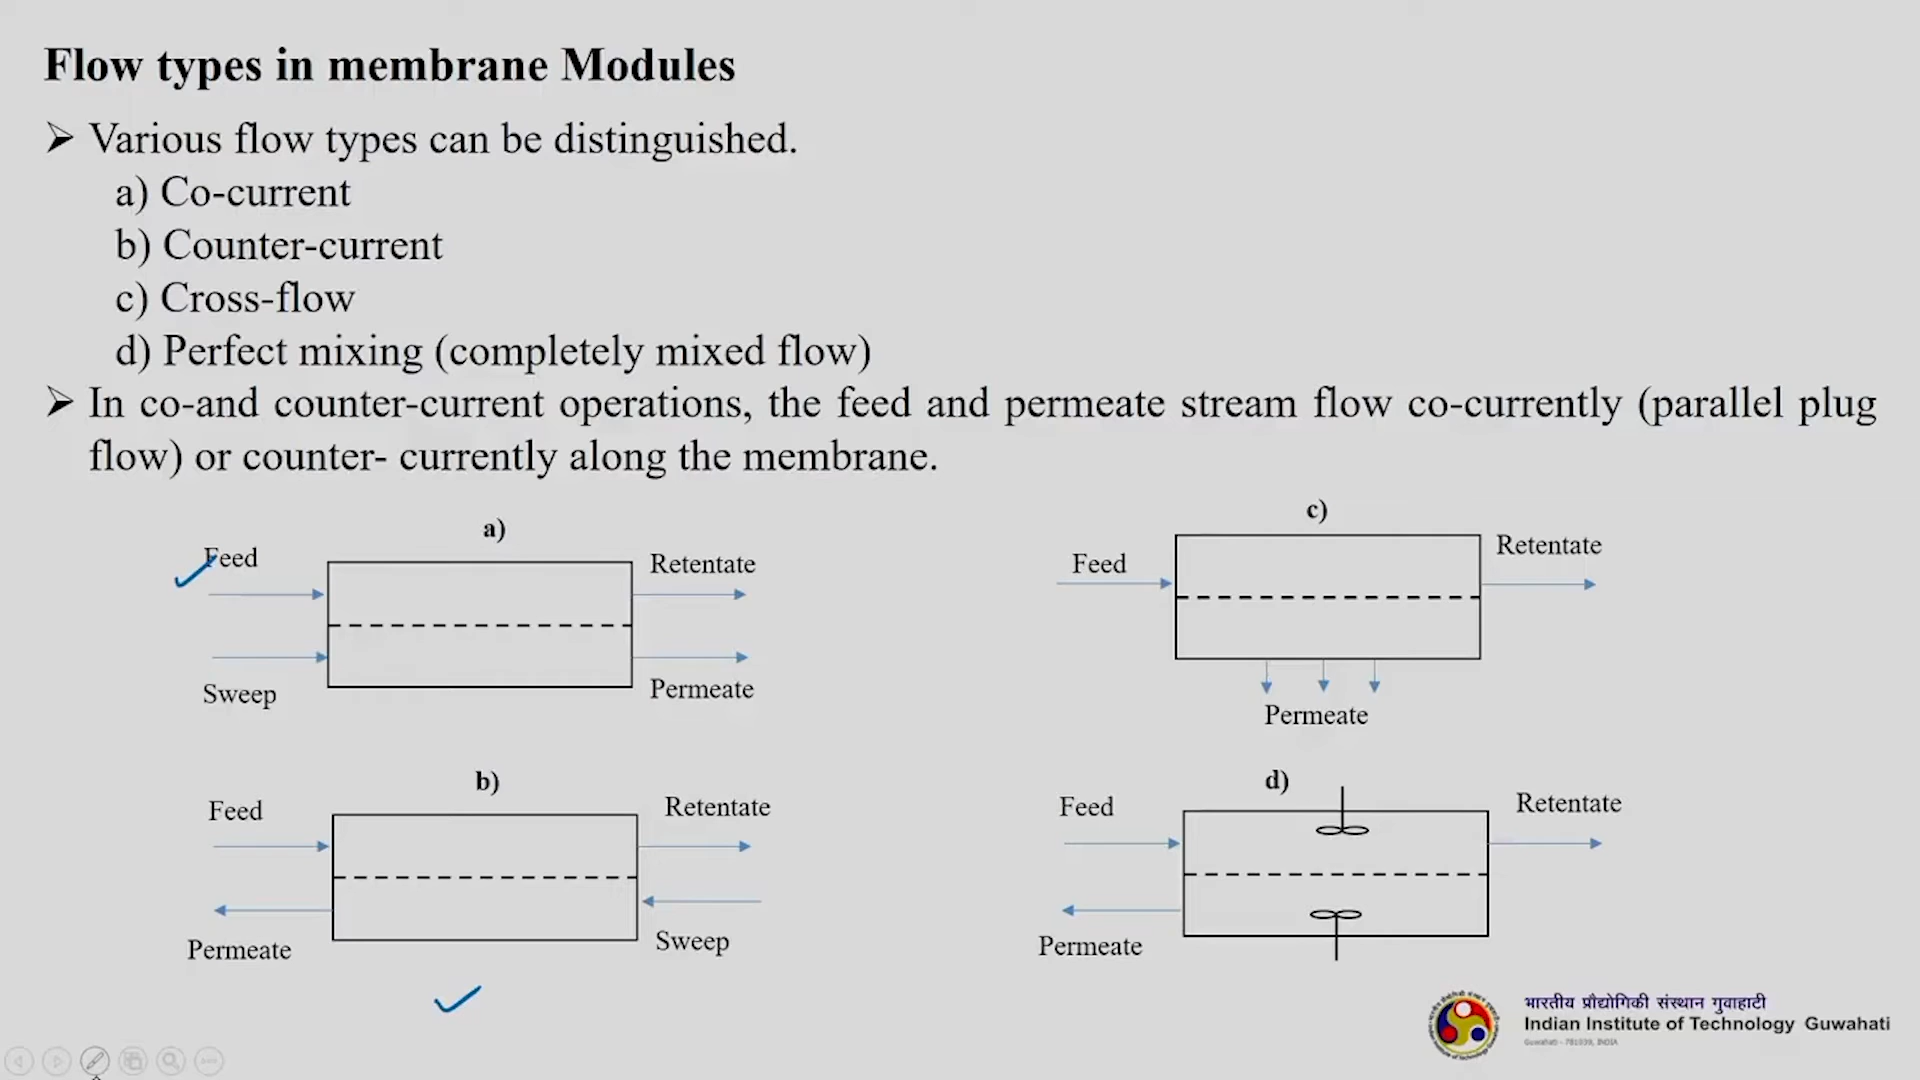 Flow types in membrane Modules
➢ Various flow types can be distinguished.
a) Co-current
b) Counter-current
c) Cross-flow
d) Perfect mixing (completely mixed flow)
➢ In co-and counter-current operations, the feed and permeate stream flow co-currently (parallel plug
flow) or counter- currently along the membrane.
a)
Feed
Retentate
Sweep
Permeate
c)
Feed
Retentate
Permeate
b)
Feed
Retentate
Permeate
Sweep
d)
Feed
Retentate
Permeate
भारतीय प्रौद्योगिकी संस्थान गुवाहाटी
Indian Institute of Technology Guwahati
Guwahati - 781039, INDIA